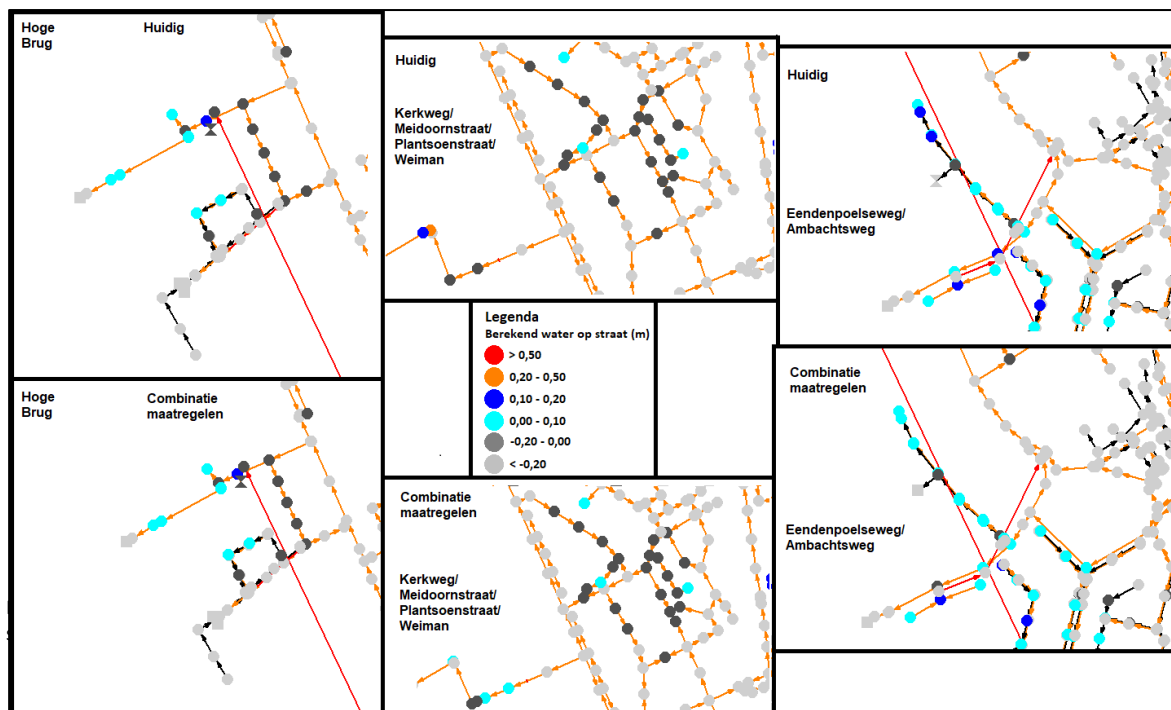 Hoge
Brug
Huidig
Huidig
Kerkweg/
Meidoornstraat/
Plantsoenstraat/
Weiman
Huidig
Eendenpoelseweg/
Ambachtsweg
Legenda
Berekend water op straat (m)
> 0,50
0,20 - 0,50
0,10 - 0,20
0,00 - 0,10
-0,20 - 0,00
< -0,20
Hoge
Brug
Combinatie
maatregelen
Combinatie
maatregelen
Kerkweg/
Meidoornstraat/
Plantsoenstraat/
Weiman
Combinatie
maatregelen
Eendenpoelseweg/
Ambachtsweg